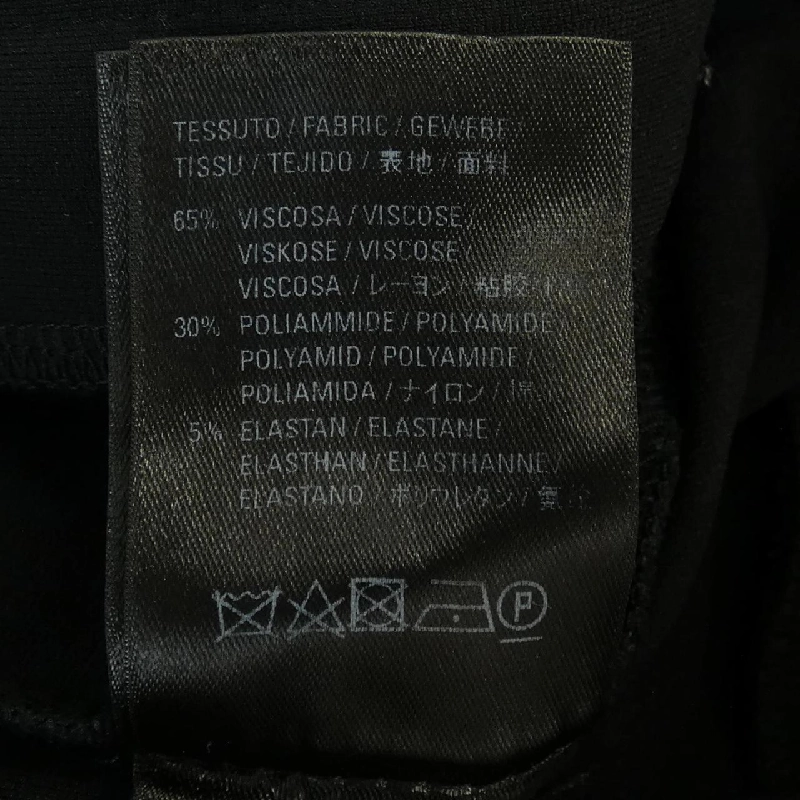 TESSUTO / FABRIC / GEWEBE /
TISSU / TEJIDO / 表地 / 面料
65% VISCOSA / VISCOSE /
VISKOSE / VISCOSE /
VISCOSA / レーヨン / 粘胶
30% POLIAMMIDE / POLYAMIDE /
POLYAMID / POLYAMIDE /
POLIAMIDA / ナイロン /
5% ELASTAN / ELASTANE /
ELASTHAN / ELASTHANNE /
ELASTANO / ポリウレタン /
P